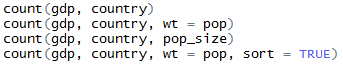 count(gdp, country)
count(gdp, country, wt = pop)
count(gdp, country, pop_size)
count(gdp, country, wt = pop, sort = TRUE)